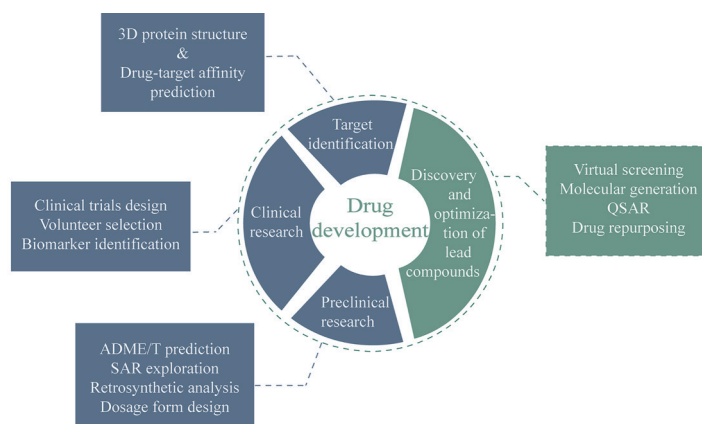 3D protein structure
&
Drug-target affinity
prediction
Target
identification
Discovery
and
optimiza-
tion of
lead
compounds
Virtual screening
Molecular generation
QSAR
Drug repurposing
Clinical trials design
Volunteer selection
Biomarker identification
Clinical
research
Drug
development
Preclinical
research
ADME/T prediction
SAR exploration
Retrosynthetic analysis
Dosage form design